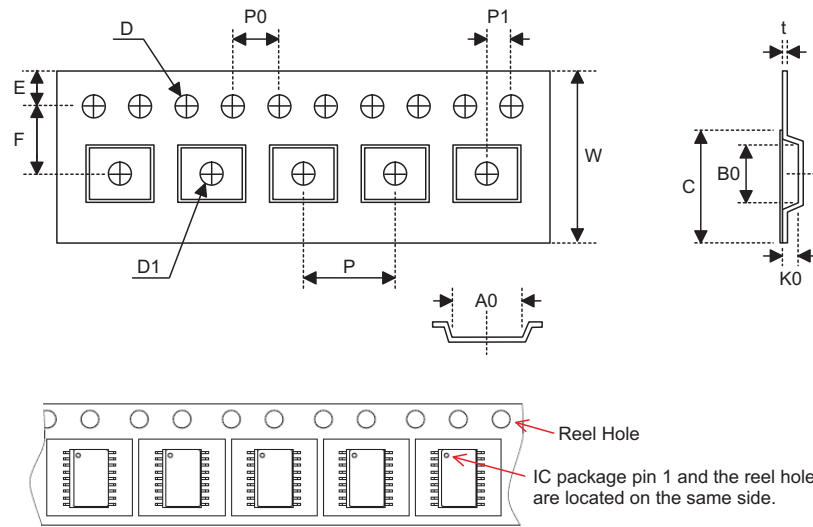 D
P0
P1
t
E
F
W
C
B0
D1
P
K0
A0
Reel Hole
IC package pin 1 and the reel holes
are located on the same side.